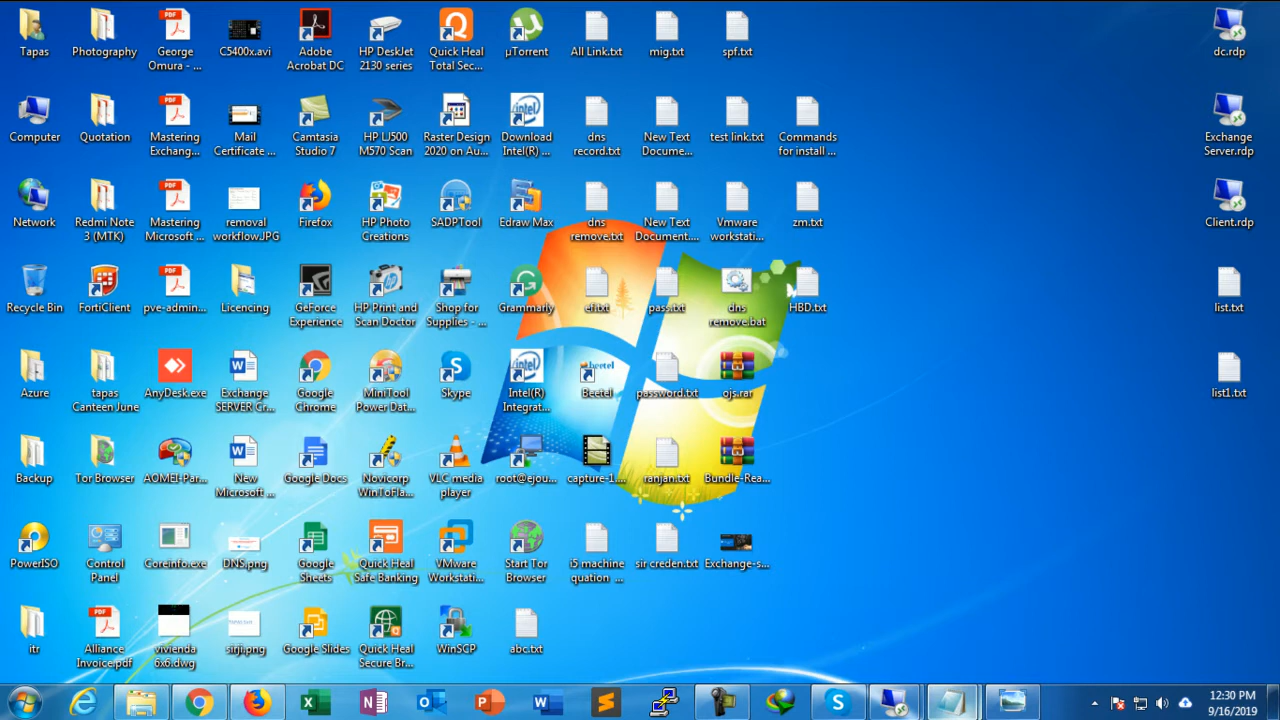 Tapas
Photography
George
Omura - ...
C5400x.avi
Adobe
Acrobat DC
HP DeskJet
2130 series
Quick Heal
Total Sec...
µTorrent
All Link.txt
mig.txt
spf.txt
dc.rdp
Computer
Quotation
Mastering
Exchang...
Mail
Certificate ...
Camtasia
Studio 7
HP LJ500
M570 Scan
Raster Design
2020 on Au...
Download
Intel(R) ...
dns
record.txt
New Text
Docume...
test link.txt
Commands
for install ...
Exchange
Server.rdp
Network
Redmi Note
3 (MTK)
Mastering
Microsoft ...
removal
workflow.JPG
Firefox
HP Photo
Creations
SADPTool
Edraw Max
dns
remove.txt
New Text
Document....
Vmware
workstati...
zm.txt
Client.rdp
Recycle Bin
FortiClient
pve-admin...
Licencing
GeForce
Experience
HP Print and
Scan Doctor
Shop for
Supplies - ...
Grammarly
efi.txt
pass.txt
dns
remove.bat
HBD.txt
list.txt
Azure
tapas
Canteen June
AnyDesk.exe
Exchange
SERVER Cr...
Google
Chrome
MiniTool
Power Dat...
Skype
Intel(R)
Integrat...
beetel
Beetel
password.txt
ojs.rar
list1.txt
Backup
Tor Browser
AOMEI-Par...
New
Microsoft ...
Google Docs
Novicorp
WinToFla...
VLC media
player
root@ejou...
capture-1....
ranjan.txt
Bundle-Rea...
PowerISO
Control
Panel
Coreinfo.exe
DNS.png
Google
Sheets
Quick Heal
Safe Banking
VMware
Workstati...
Start Tor
Browser
i5 machine
quation ...
sir creden.txt
Exchange-s...
itr
Alliance
Invoice.pdf
vivienda
6x6.dwg
sirji.png
Google Slides
Quick Heal
Secure Br...
WinSCP
abc.txt
12:30 PM
9/16/2019